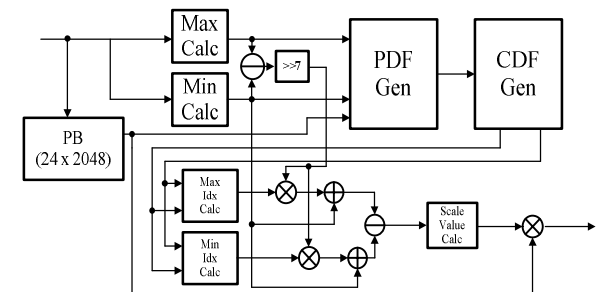 Max
Calc
>>7
Min
Calc
PDF
Gen
CDF
Gen
PB
(24 x 2048)
Max
Idx
Calc
Min
Idx
Calc
Scale
Value
Calc